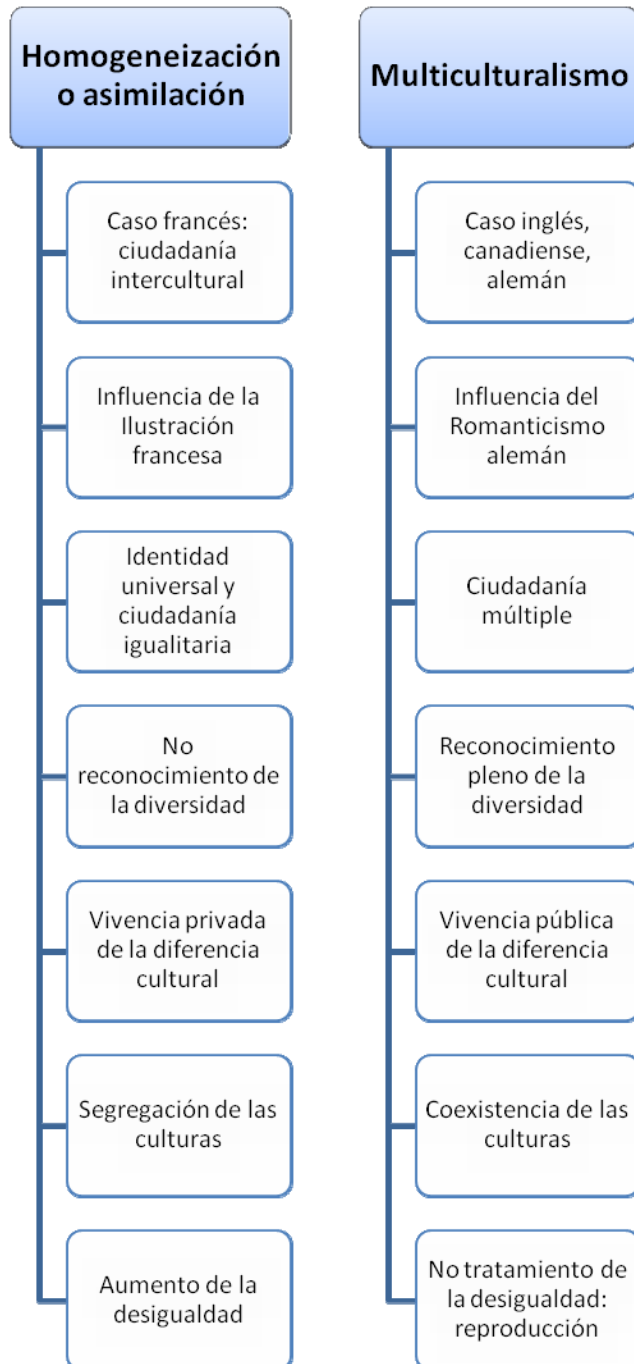 Homogeneización
o asimilación
Caso francés:
ciudadanía
intercultural
Influencia de la
Ilustración
francesa
Identidad
universal y
ciudadanía
igualitaria
No
reconocimiento de
la diversidad
Vivencia privada
de la diferencia
cultural
Segregación de las
culturas
Aumento de la
desigualdad
Multiculturalismo
Caso inglés,
canadiense,
alemán
Influencia del
Romanticismo
alemán
Ciudadanía
múltiple
Reconocimiento
pleno de la
diversidad
Vivencia pública
de la diferencia
cultural
Coexistencia de las
culturas
No tratamiento de
la desigualdad:
reproducción